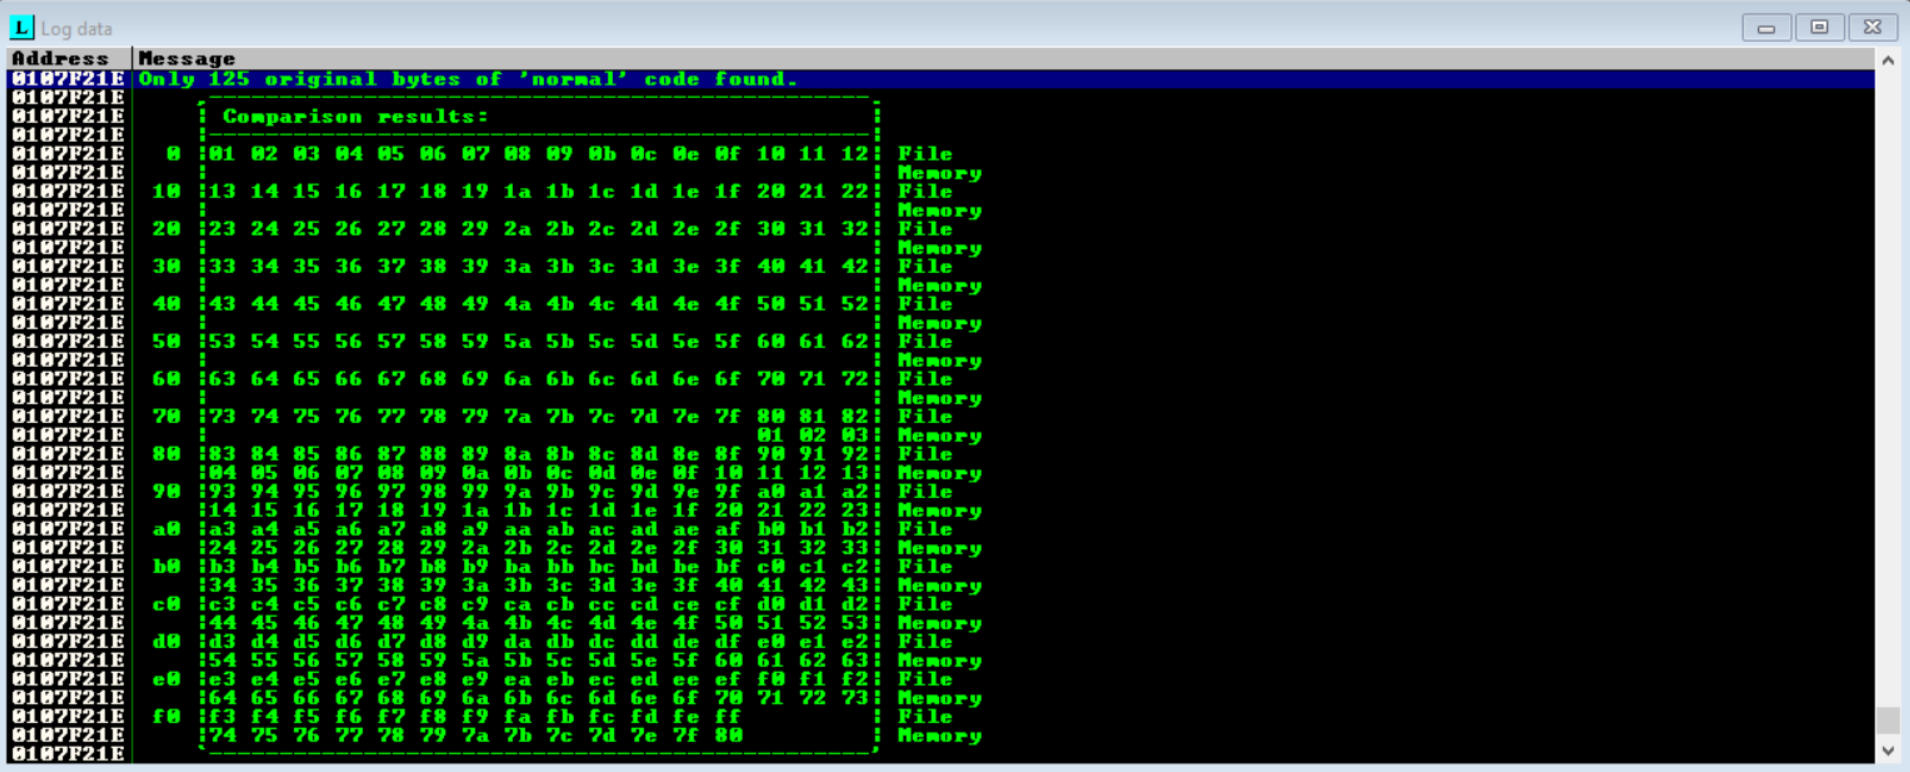 L Log data
Address Message
0107F21E Only 125 original bytes of 'normal' code found.
0107F21E ,-----------------------------------------------.
0107F21E | Comparison results: |
0107F21E |-----------------------------------------------|
0107F21E 0 |01 02 03 04 05 06 07 08 09 0b 0c 0e 0f 10 11 12| File
0107F21E | | Memory
0107F21E 10 |13 14 15 16 17 18 19 1a 1b 1c 1d 1e 1f 20 21 22| File
0107F21E | | Memory
0107F21E 20 |23 24 25 26 27 28 29 2a 2b 2c 2d 2e 2f 30 31 32| File
0107F21E | | Memory
0107F21E 30 |33 34 35 36 37 38 39 3a 3b 3c 3d 3e 3f 40 41 42| File
0107F21E | | Memory
0107F21E 40 |43 44 45 46 47 48 49 4a 4b 4c 4d 4e 4f 50 51 52| File
0107F21E | | Memory
0107F21E 50 |53 54 55 56 57 58 59 5a 5b 5c 5d 5e 5f 60 61 62| File
0107F21E | | Memory
0107F21E 60 |63 64 65 66 67 68 69 6a 6b 6c 6d 6e 6f 70 71 72| File
0107F21E | | Memory
0107F21E 70 |73 74 75 76 77 78 79 7a 7b 7c 7d 7e 7f 80 81 82| File
0107F21E | 01 02 03| Memory
0107F21E 80 |83 84 85 86 87 88 89 8a 8b 8c 8d 8e 8f 90 91 92| File
0107F21E |04 05 06 07 08 09 0a 0b 0c 0d 0e 0f 10 11 12 13| Memory
0107F21E 90 |93 94 95 96 97 98 99 9a 9b 9c 9d 9e 9f a0 a1 a2| File
0107F21E |14 15 16 17 18 19 1a 1b 1c 1d 1e 1f 20 21 22 23| Memory
0107F21E a0 |a3 a4 a5 a6 a7 a8 a9 aa ab ac ad ae af b0 b1 b2| File
0107F21E |24 25 26 27 28 29 2a 2b 2c 2d 2e 2f 30 31 32 33| Memory
0107F21E b0 |b3 b4 b5 b6 b7 b8 b9 ba bb bc bd be bf c0 c1 c2| File
0107F21E |34 35 36 37 38 39 3a 3b 3c 3d 3e 3f 40 41 42 43| Memory
0107F21E c0 |c3 c4 c5 c6 c7 c8 c9 ca cb cc cd ce cf d0 d1 d2| File
0107F21E |44 45 46 47 48 49 4a 4b 4c 4d 4e 4f 50 51 52 53| Memory
0107F21E d0 |d3 d4 d5 d6 d7 d8 d9 da db dc dd de df e0 e1 e2| File
0107F21E |54 55 56 57 58 59 5a 5b 5c 5d 5e 5f 60 61 62 63| Memory
0107F21E e0 |e3 e4 e5 e6 e7 e8 e9 ea eb ec ed ee ef f0 f1 f2| File
0107F21E |64 65 66 67 68 69 6a 6b 6c 6d 6e 6f 70 71 72 73| Memory
0107F21E f0 |f3 f4 f5 f6 f7 f8 f9 fa fb fc fd fe ff | File
0107F21E |74 75 76 77 78 79 7a 7b 7c 7d 7e 7f 80 | Memory
0107F21E `-----------------------------------------------'